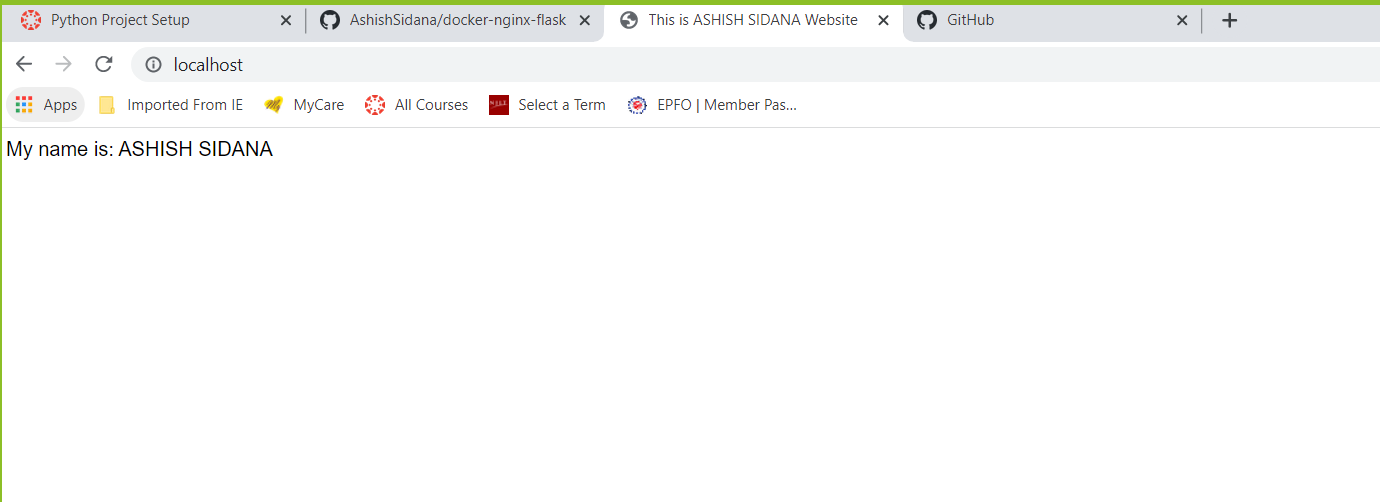 Python Project Setup
AshishSidana/docker-nginx-flask
This is ASHISH SIDANA Website
GitHub
localhost
Apps Imported From IE MyCare All Courses Select a Term EPFO | Member Pas...
My name is: ASHISH SIDANA